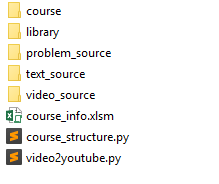 course
library
problem_source
text_source
video_source
course_info.xlsm
course_structure.py
video2youtube.py